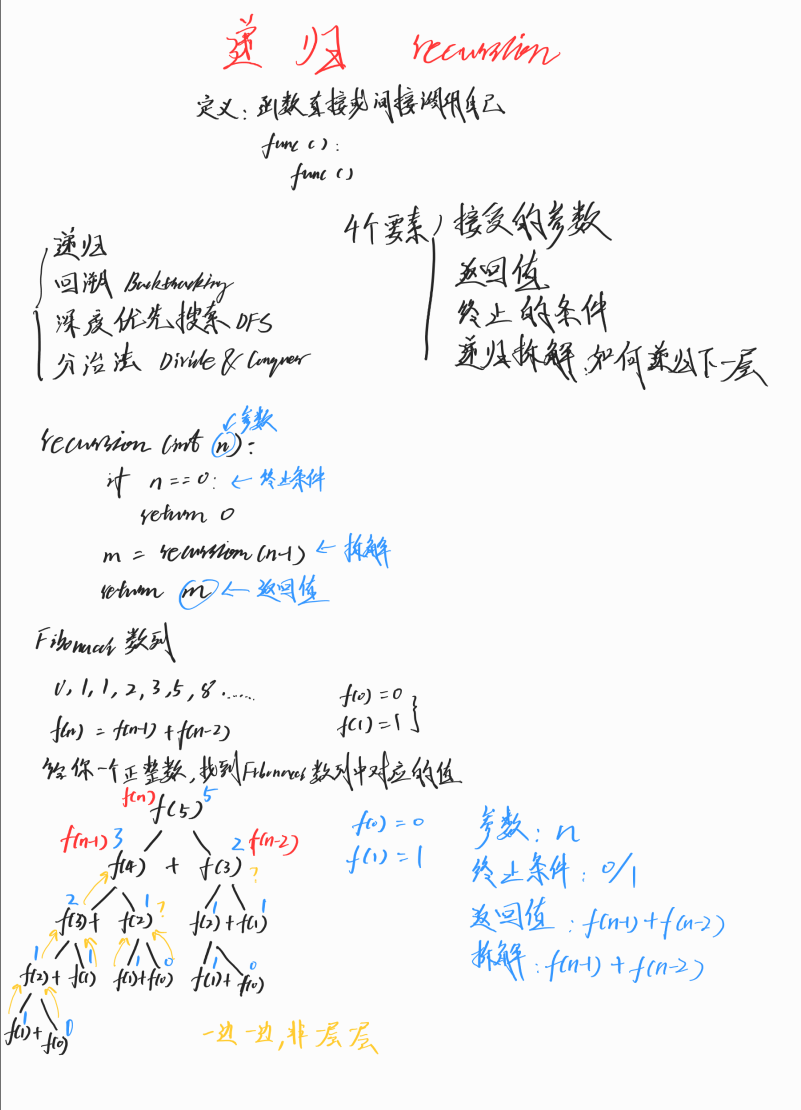 递归 recursion
定义：函数直接或间接调用自己
func():
func()
递归
回溯 Backtracking
深度优先搜索 DFS
分治法 Divide & Conquer
4个要素
接受的参数
返回值
终止的条件
递归拆解：如何递归下一层
参数
recursion (int n):
if n==0: ← 终止条件
return 0
m = recursion(n-1) ← 拆解
return m ← 返回值
Fibonacci 数列
0, 1, 1, 2, 3, 5, 8......
f(n) = f(n-1) + f(n-2)
f(0) = 0
f(1) = 1
给你一个正整数, 找到Fibonacci数列中对应的值
f(n) f(5) 5
f(n-1) 3 2 f(n-2)
f(4) + f(3) ?
2 1 ?
f(3) + f(2) f(2) + f(1)
1 1
1 1 1 0 1 0
f(2) + f(1) f(1) + f(0) f(1) + f(0)
1 0
f(1) + f(0)
f(0) = 0
f(1) = 1
参数: n
终止条件: 0/1
返回值: f(n-1) + f(n-2)
拆解: f(n-1) + f(n-2)
一边一边, 非一层层